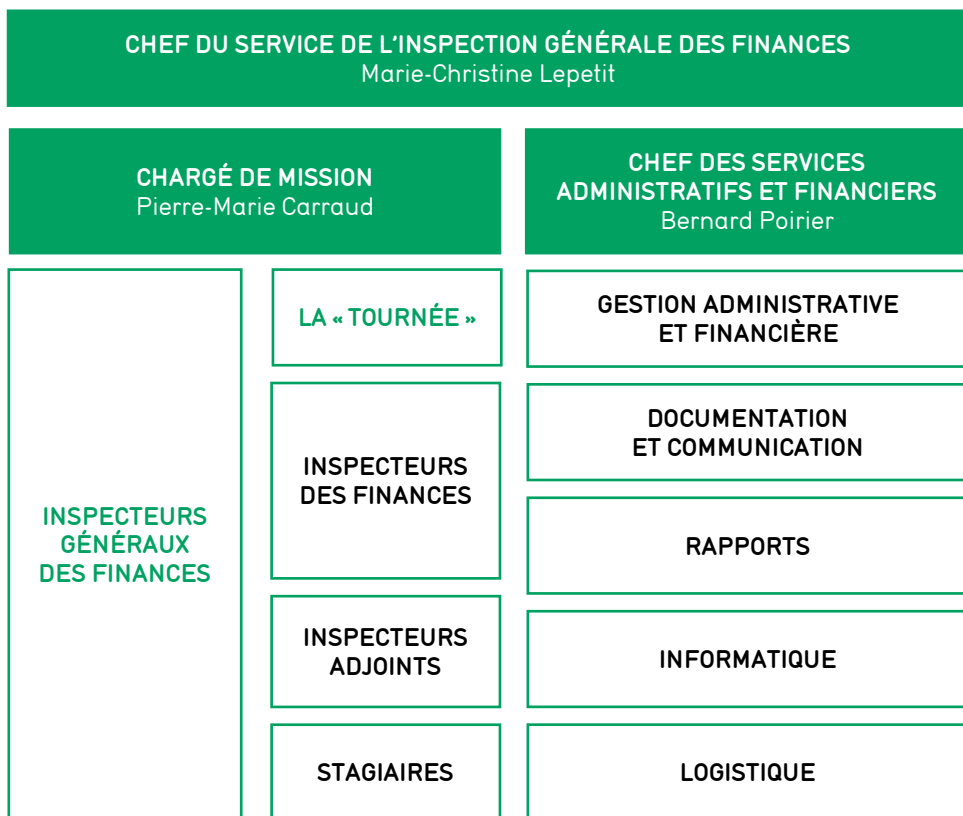 CHEF DU SERVICE DE L'INSPECTION GÉNÉRALE DES FINANCES
Marie-Christine Lepetit
CHARGÉ DE MISSION
Pierre-Marie Carraud
CHEF DES SERVICES
ADMINISTRATIFS ET FINANCIERS
Bernard Poirier
INSPECTEURS
GÉNÉRAUX
DES FINANCES
LA « TOURNÉE »
INSPECTEURS
DES FINANCES
INSPECTEURS
ADJOINTS
STAGIAIRES
GESTION ADMINISTRATIVE
ET FINANCIÈRE
DOCUMENTATION
ET COMMUNICATION
RAPPORTS
INFORMATIQUE
LOGISTIQUE